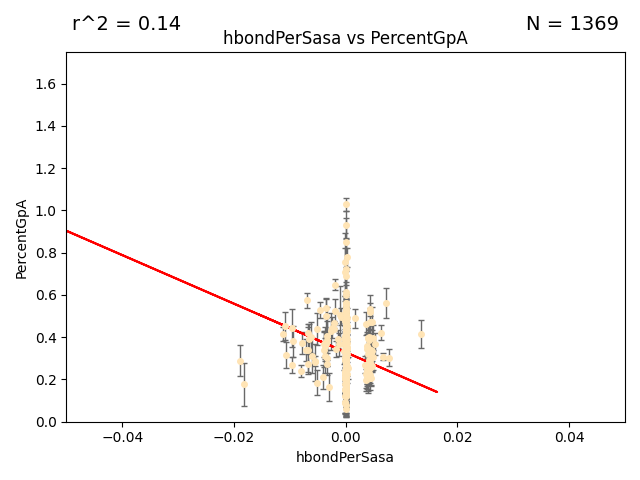 r^2 = 0.14
N = 1369
hbondPerSasa vs PercentGpA
PercentGpA
1.6
1.4
1.2
1.0
0.8
0.6
0.4
0.2
0.0
−0.04
−0.02
0.00
0.02
0.04
hbondPerSasa